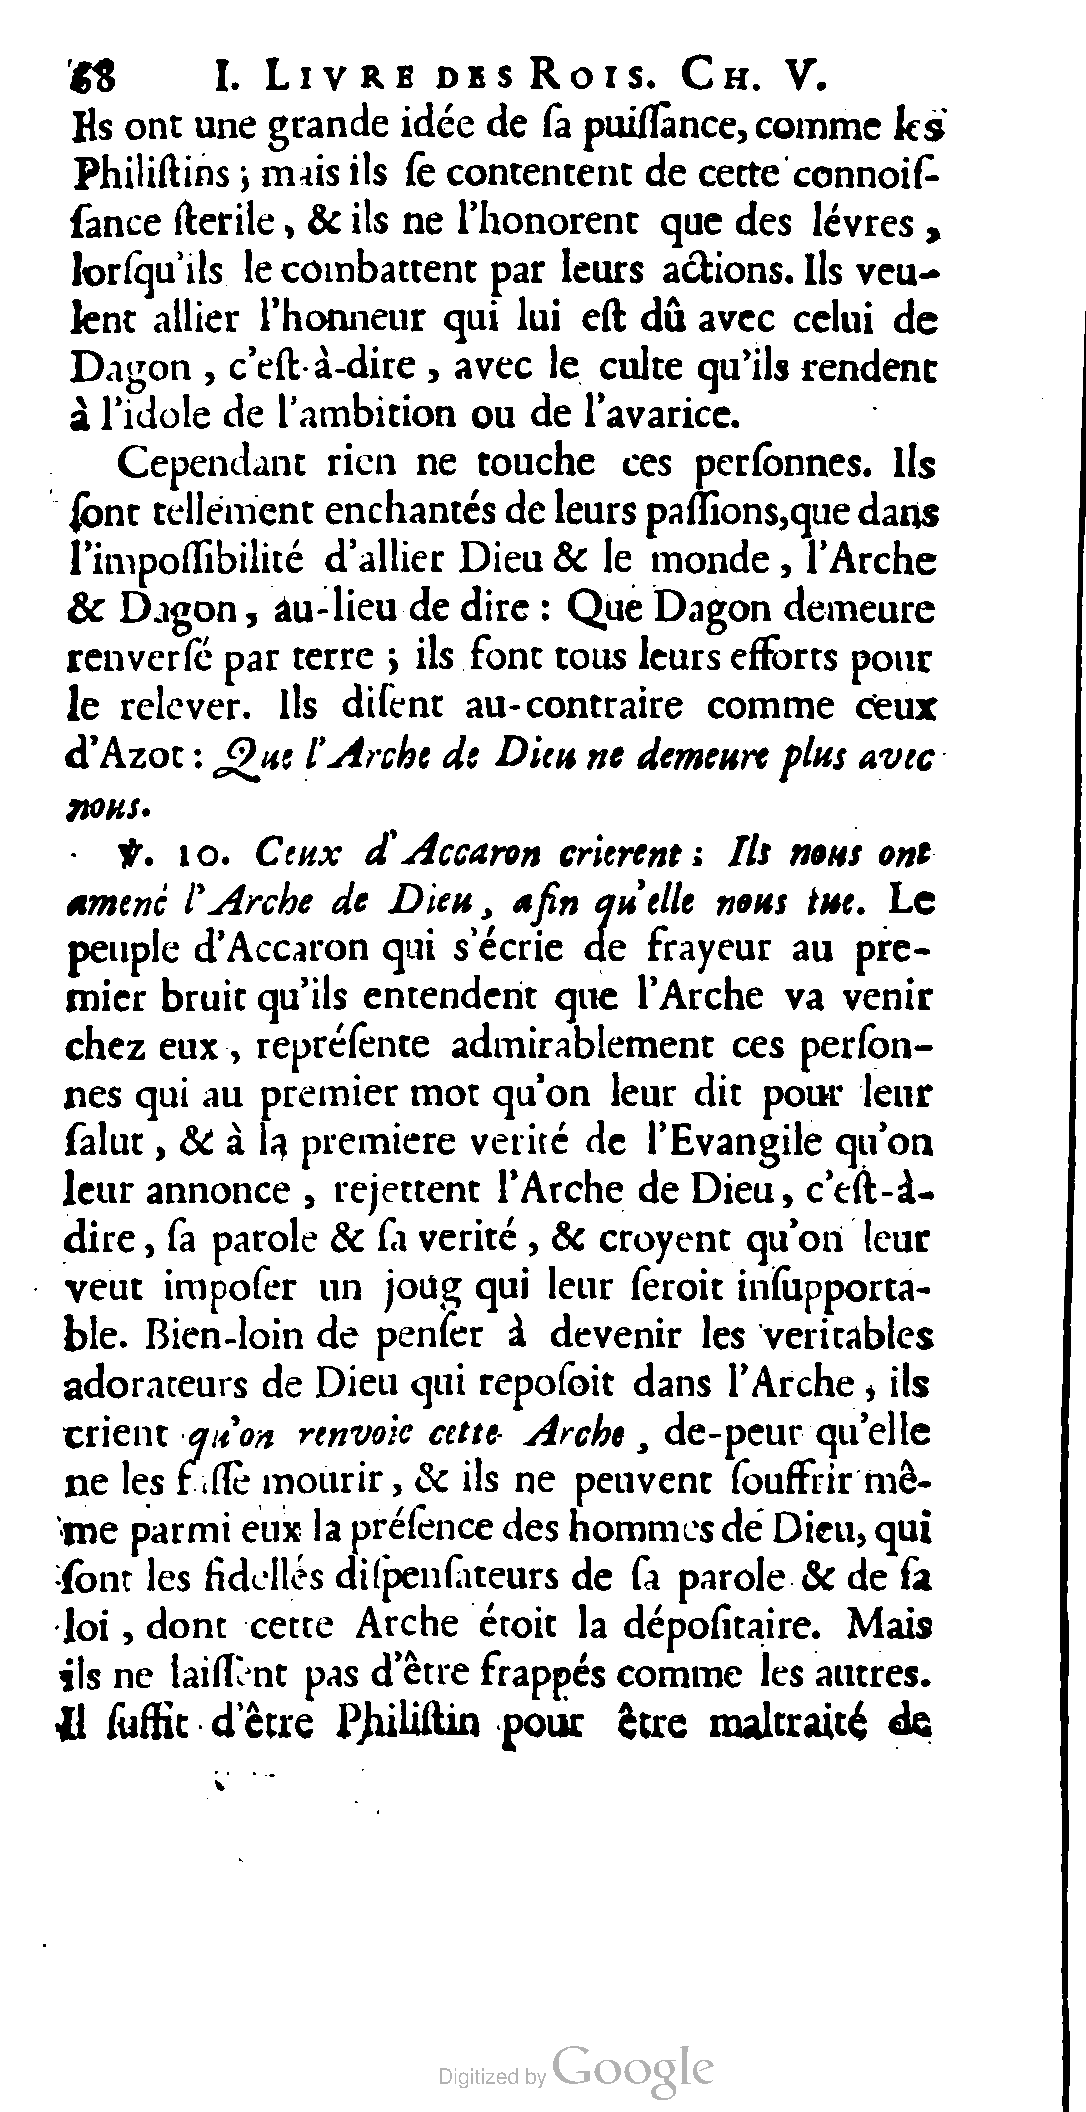 68 I. LIVRE DES ROIS. CH. V.
Ils ont une grande idée de ſa puiſſance, comme les
Philiſtins ; mais ils ſe contentent de cette connoiſ-
ſance ſterile, & ils ne l'honorent que des lévres,
lorſqu'ils le combattent par leurs actions. Ils veu-
lent allier l'honneur qui lui eſt dû avec celui de
Dagon, c'eſt-à-dire, avec le culte qu'ils rendent
à l'idole de l'ambition ou de l'avarice.
Cependant rien ne touche ces perſonnes. Ils
ſont tellement enchantés de leurs paſſions, que dans
l'impoſſibilité d'allier Dieu & le monde, l'Arche
& Dagon, au-lieu de dire : Que Dagon demeure
renverſé par terre ; ils font tous leurs efforts pour
le relever. Ils diſent au-contraire comme ceux
d'Azot : Que l'Arche de Dieu ne demeure plus avec
nous.
℣. 10. Ceux d'Accaron crierent : Ils nous ont
amené l'Arche de Dieu, afin qu'elle nous tue. Le
peuple d'Accaron qui s'écrie de frayeur au pre-
mier bruit qu'ils entendent que l'Arche va venir
chez eux, repréſente admirablement ces perſon-
nes qui au premier mot qu'on leur dit pour leur
ſalut, & à la premiere verité de l'Evangile qu'on
leur annonce, rejettent l'Arche de Dieu, c'eſt-à-
dire, ſa parole & ſa verité, & croyent qu'on leur
veut impoſer un joug qui leur ſeroit inſupporta-
ble. Bien-loin de penſer à devenir les veritables
adorateurs de Dieu qui repoſoit dans l'Arche, ils
crient qu'on renvoie cette Arche, de-peur qu'elle
ne les faſſe mourir, & ils ne peuvent ſouffrir mê-
me parmi eux la préſence des hommes de Dieu, qui
ſont les fidellés diſpenſateurs de ſa parole & de ſa
loi, dont cette Arche étoit la dépoſitaire. Mais
ils ne laiſſent pas d'être frappés comme les autres.
Il ſuffit d'être Philiſtin pour être maltraité de
Digitized by Google